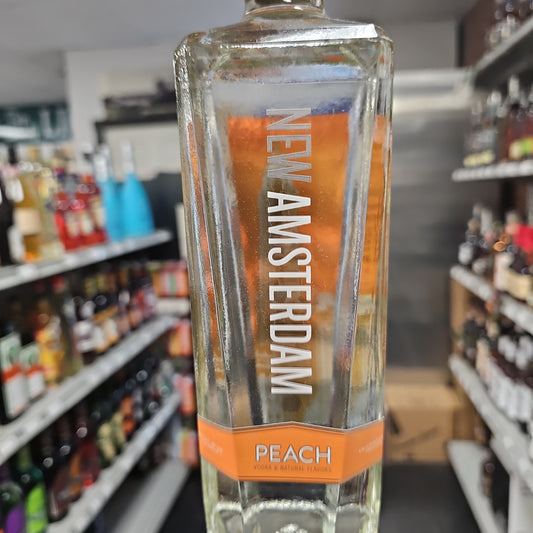 NEW AMSTERDAM
PEACH
VODKA & NATURAL FLAVORS